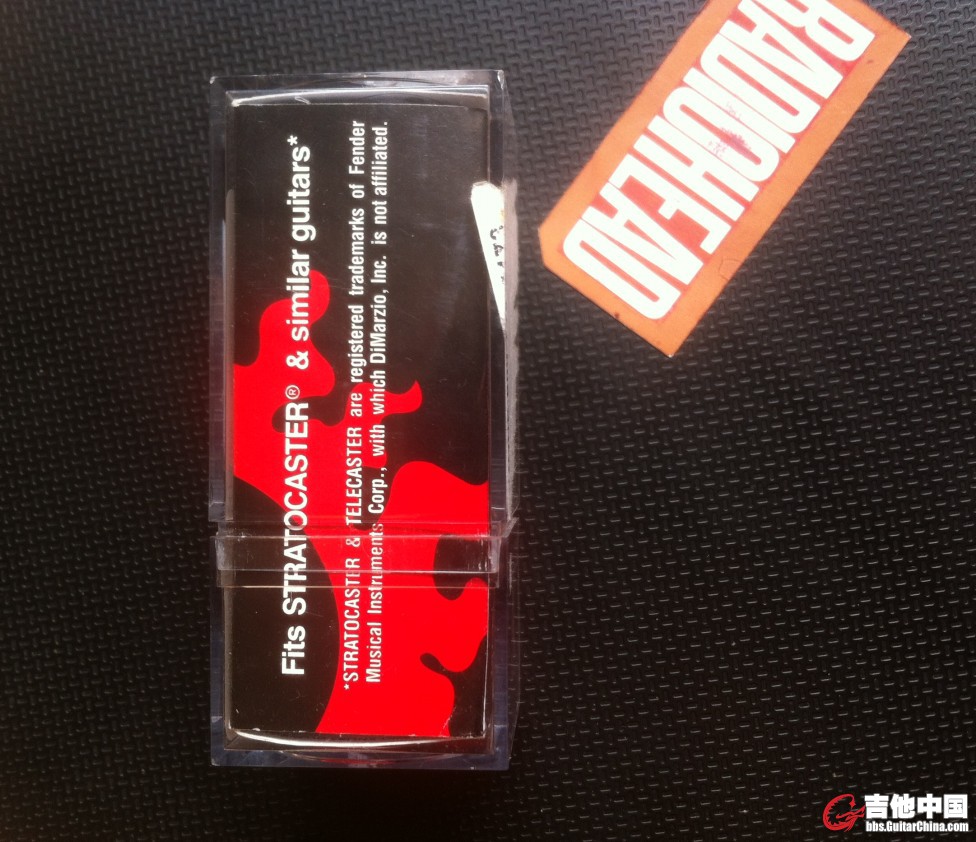 Fits STRATOCASTER® & similar guitars*
*STRATOCASTER & TELECASTER are registered trademarks of Fender
Musical Instruments Corp., with which DiMarzio, Inc. is not affiliated.
RADIOHEAD
吉他中国
bbs.GuitarChina.com